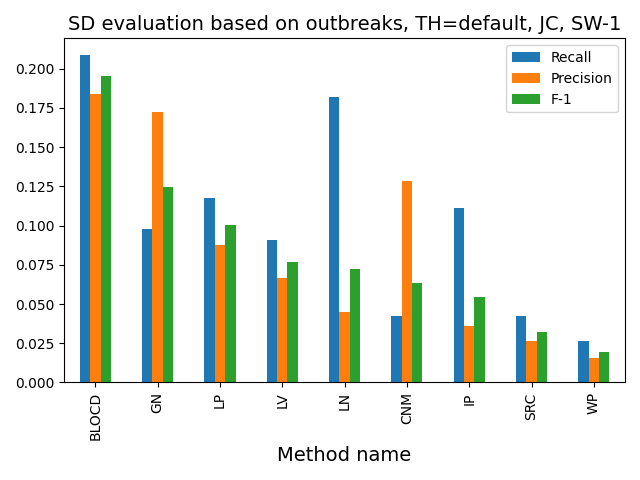 SD evaluation based on outbreaks, TH=default, JC, SW-1
Recall
Precision
F-1
0.200
0.175
0.150
0.125
0.100
0.075
0.050
0.025
0.000
BLOCD
GN
LP
LV
LN
CNM
IP
SRC
WP
Method name